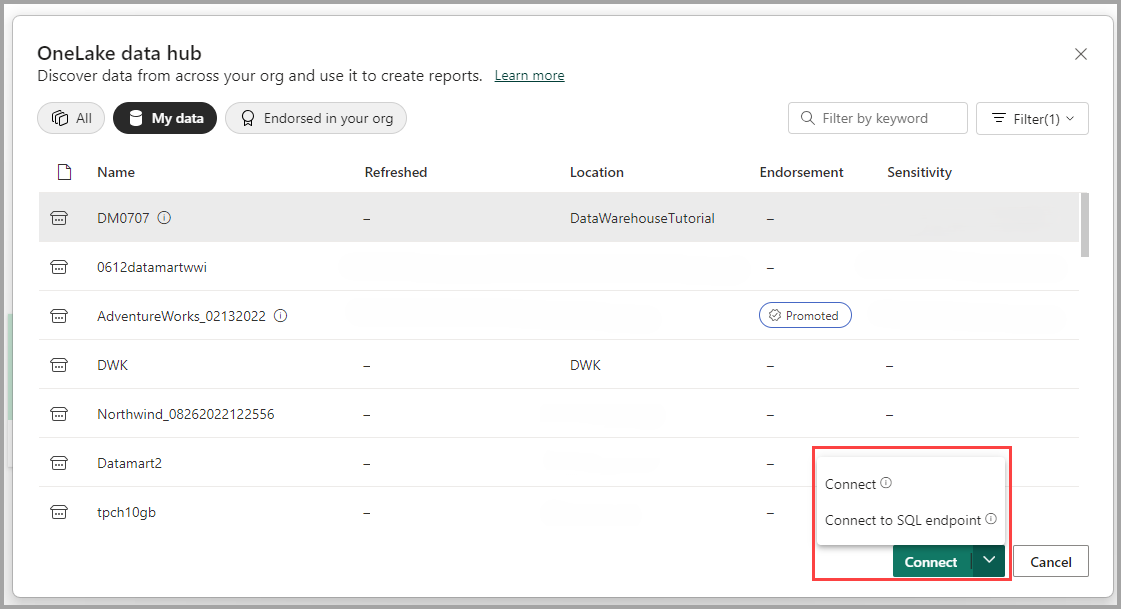 OneLake data hub
Discover data from across your org and use it to create reports. Learn more
All My data Endorsed in your org Filter by keyword Filter(1)
Name Refreshed Location Endorsement Sensitivity
DM0707 – DataWarehouseTutorial –
0612datamartwwi –
AdventureWorks_02132022 Promoted
DWK – DWK – –
Northwind_08262022122556 – – –
Datamart2 – –
tpch10gb – –
Connect
Connect to SQL endpoint
Connect Cancel